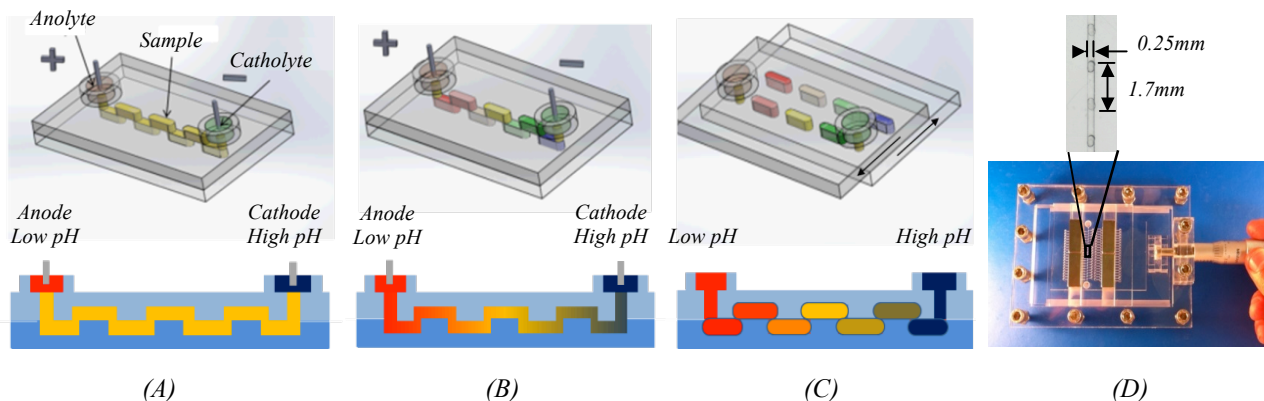 Anolyte
Sample
Catholyte
Anode
Low pH
Cathode
High pH
(A)
Anode
Low pH
Cathode
High pH
(B)
Low pH
High pH
(C)
0.25mm
1.7mm
(D)